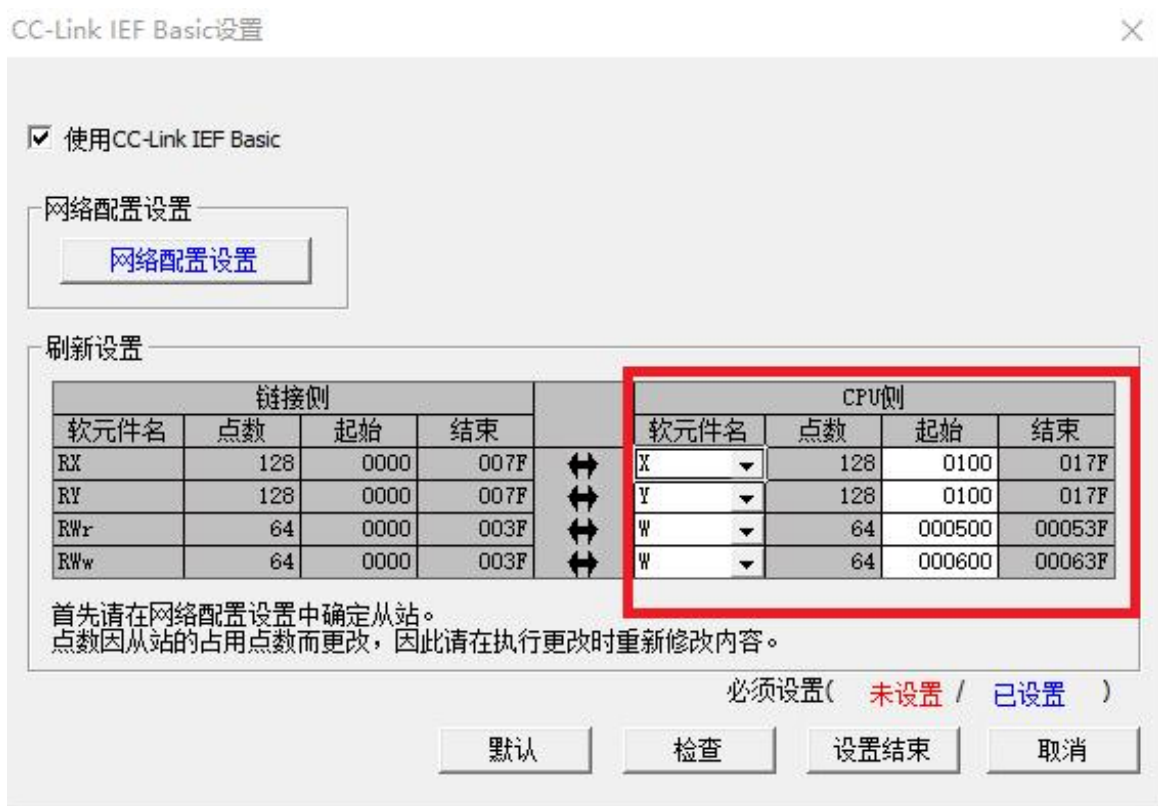 CC-Link IEF Basic设置
使用CC-Link IEF Basic
网络配置设置
网络配置设置
刷新设置
链接侧 CPU侧
软元件名 点数 起始 结束 软元件名 点数 起始 结束
RX 128 0000 007F X 128 0100 017F
RY 128 0000 007F Y 128 0100 017F
RWr 64 0000 003F W 64 000500 00053F
RWw 64 0000 003F W 64 000600 00063F
首先请在网络配置设置中确定从站。
点数因从站的占用点数而更改，因此请在执行更改时重新修改内容。
必须设置( 未设置 / 已设置 )
默认 检查 设置结束 取消